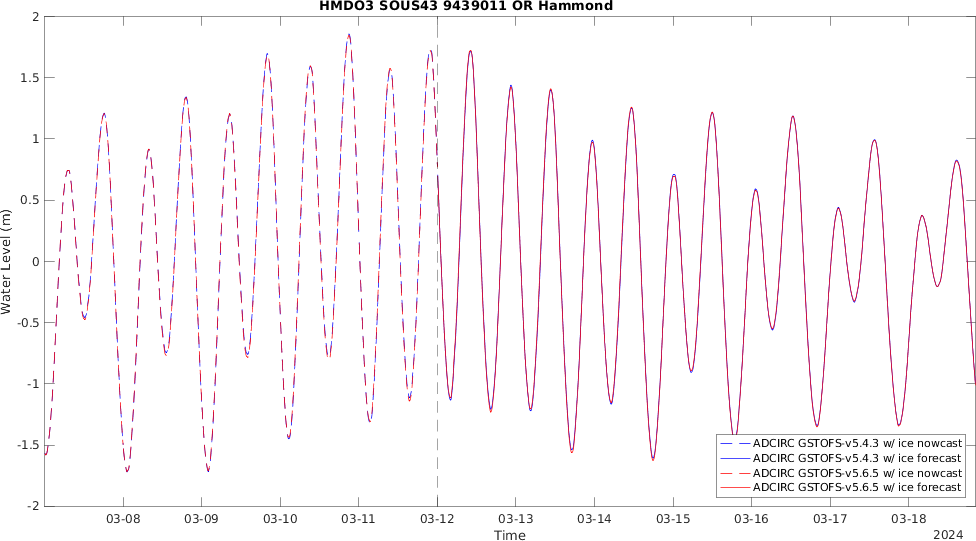 HMDO3 SOUS43 9439011 OR Hammond
2
1.5
1
0.5
0
-0.5
-1
-1.5
-2
Water Level (m)
03-08 03-09 03-10 03-11 03-12 03-13 03-14 03-15 03-16 03-17 03-18
Time
2024
ADCIRC GSTOFS-v5.4.3 w/ ice nowcast
ADCIRC GSTOFS-v5.4.3 w/ ice forecast
ADCIRC GSTOFS-v5.6.5 w/ ice nowcast
ADCIRC GSTOFS-v5.6.5 w/ ice forecast